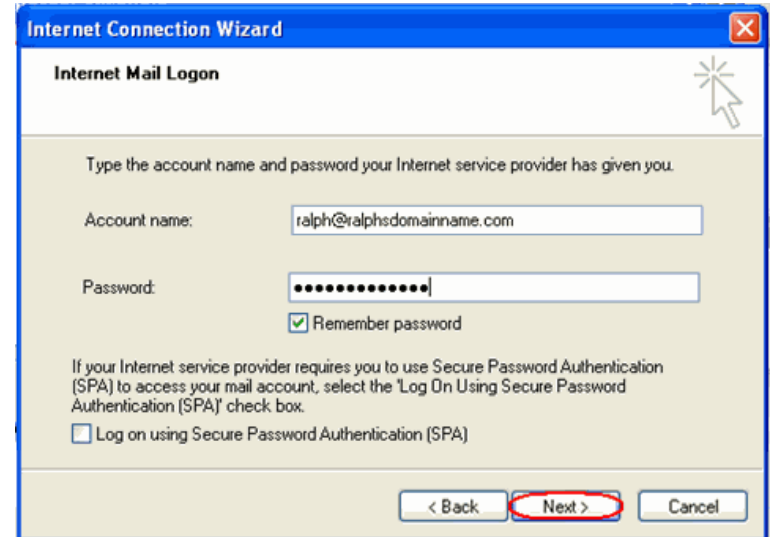 Internet Connection Wizard
Internet Mail Logon
Type the account name and password your Internet service provider has given you.
Account name:
ralph@ralphsdomainname.com
Password:
•••••••••••••
Remember password
If your Internet service provider requires you to use Secure Password Authentication
(SPA) to access your mail account, select the 'Log On Using Secure Password
Authentication (SPA)' check box.
Log on using Secure Password Authentication (SPA)
< Back
Next >
Cancel